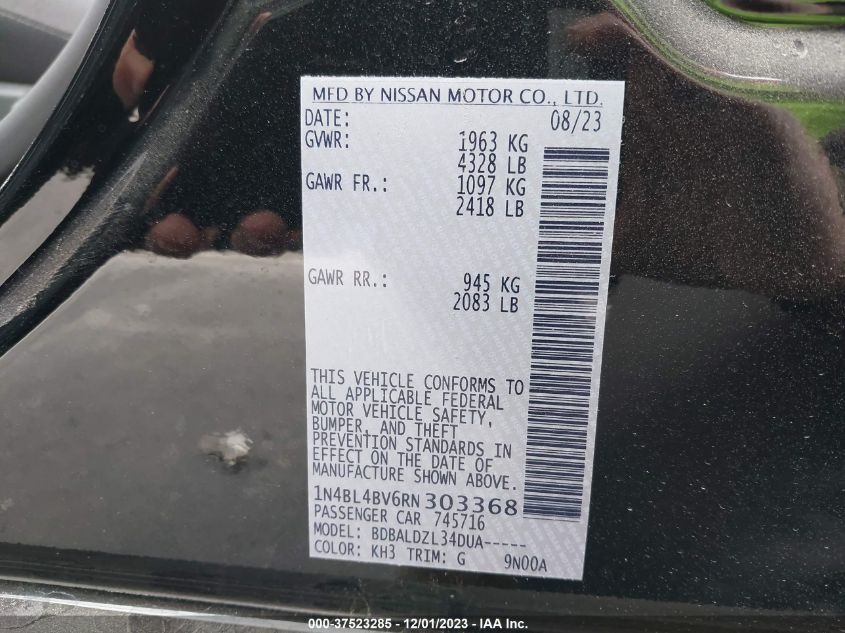 MFD BY NISSAN MOTOR CO., LTD.
DATE: 08/23
GVWR: 1963 KG
4328 LB
GAWR FR.: 1097 KG
2418 LB
GAWR RR.: 945 KG
2083 LB
THIS VEHICLE CONFORMS TO
ALL APPLICABLE FEDERAL
MOTOR VEHICLE SAFETY,
BUMPER, AND THEFT
PREVENTION STANDARDS IN
EFFECT ON THE DATE OF
MANUFACTURE SHOWN ABOVE.
1N4BL4BV6RN303368
PASSENGER CAR 745716
MODEL: BDBALDZL34DUA-----
COLOR: KH3 TRIM: G 9N00A
000-37523285 - 12/01/2023 - IAA Inc.